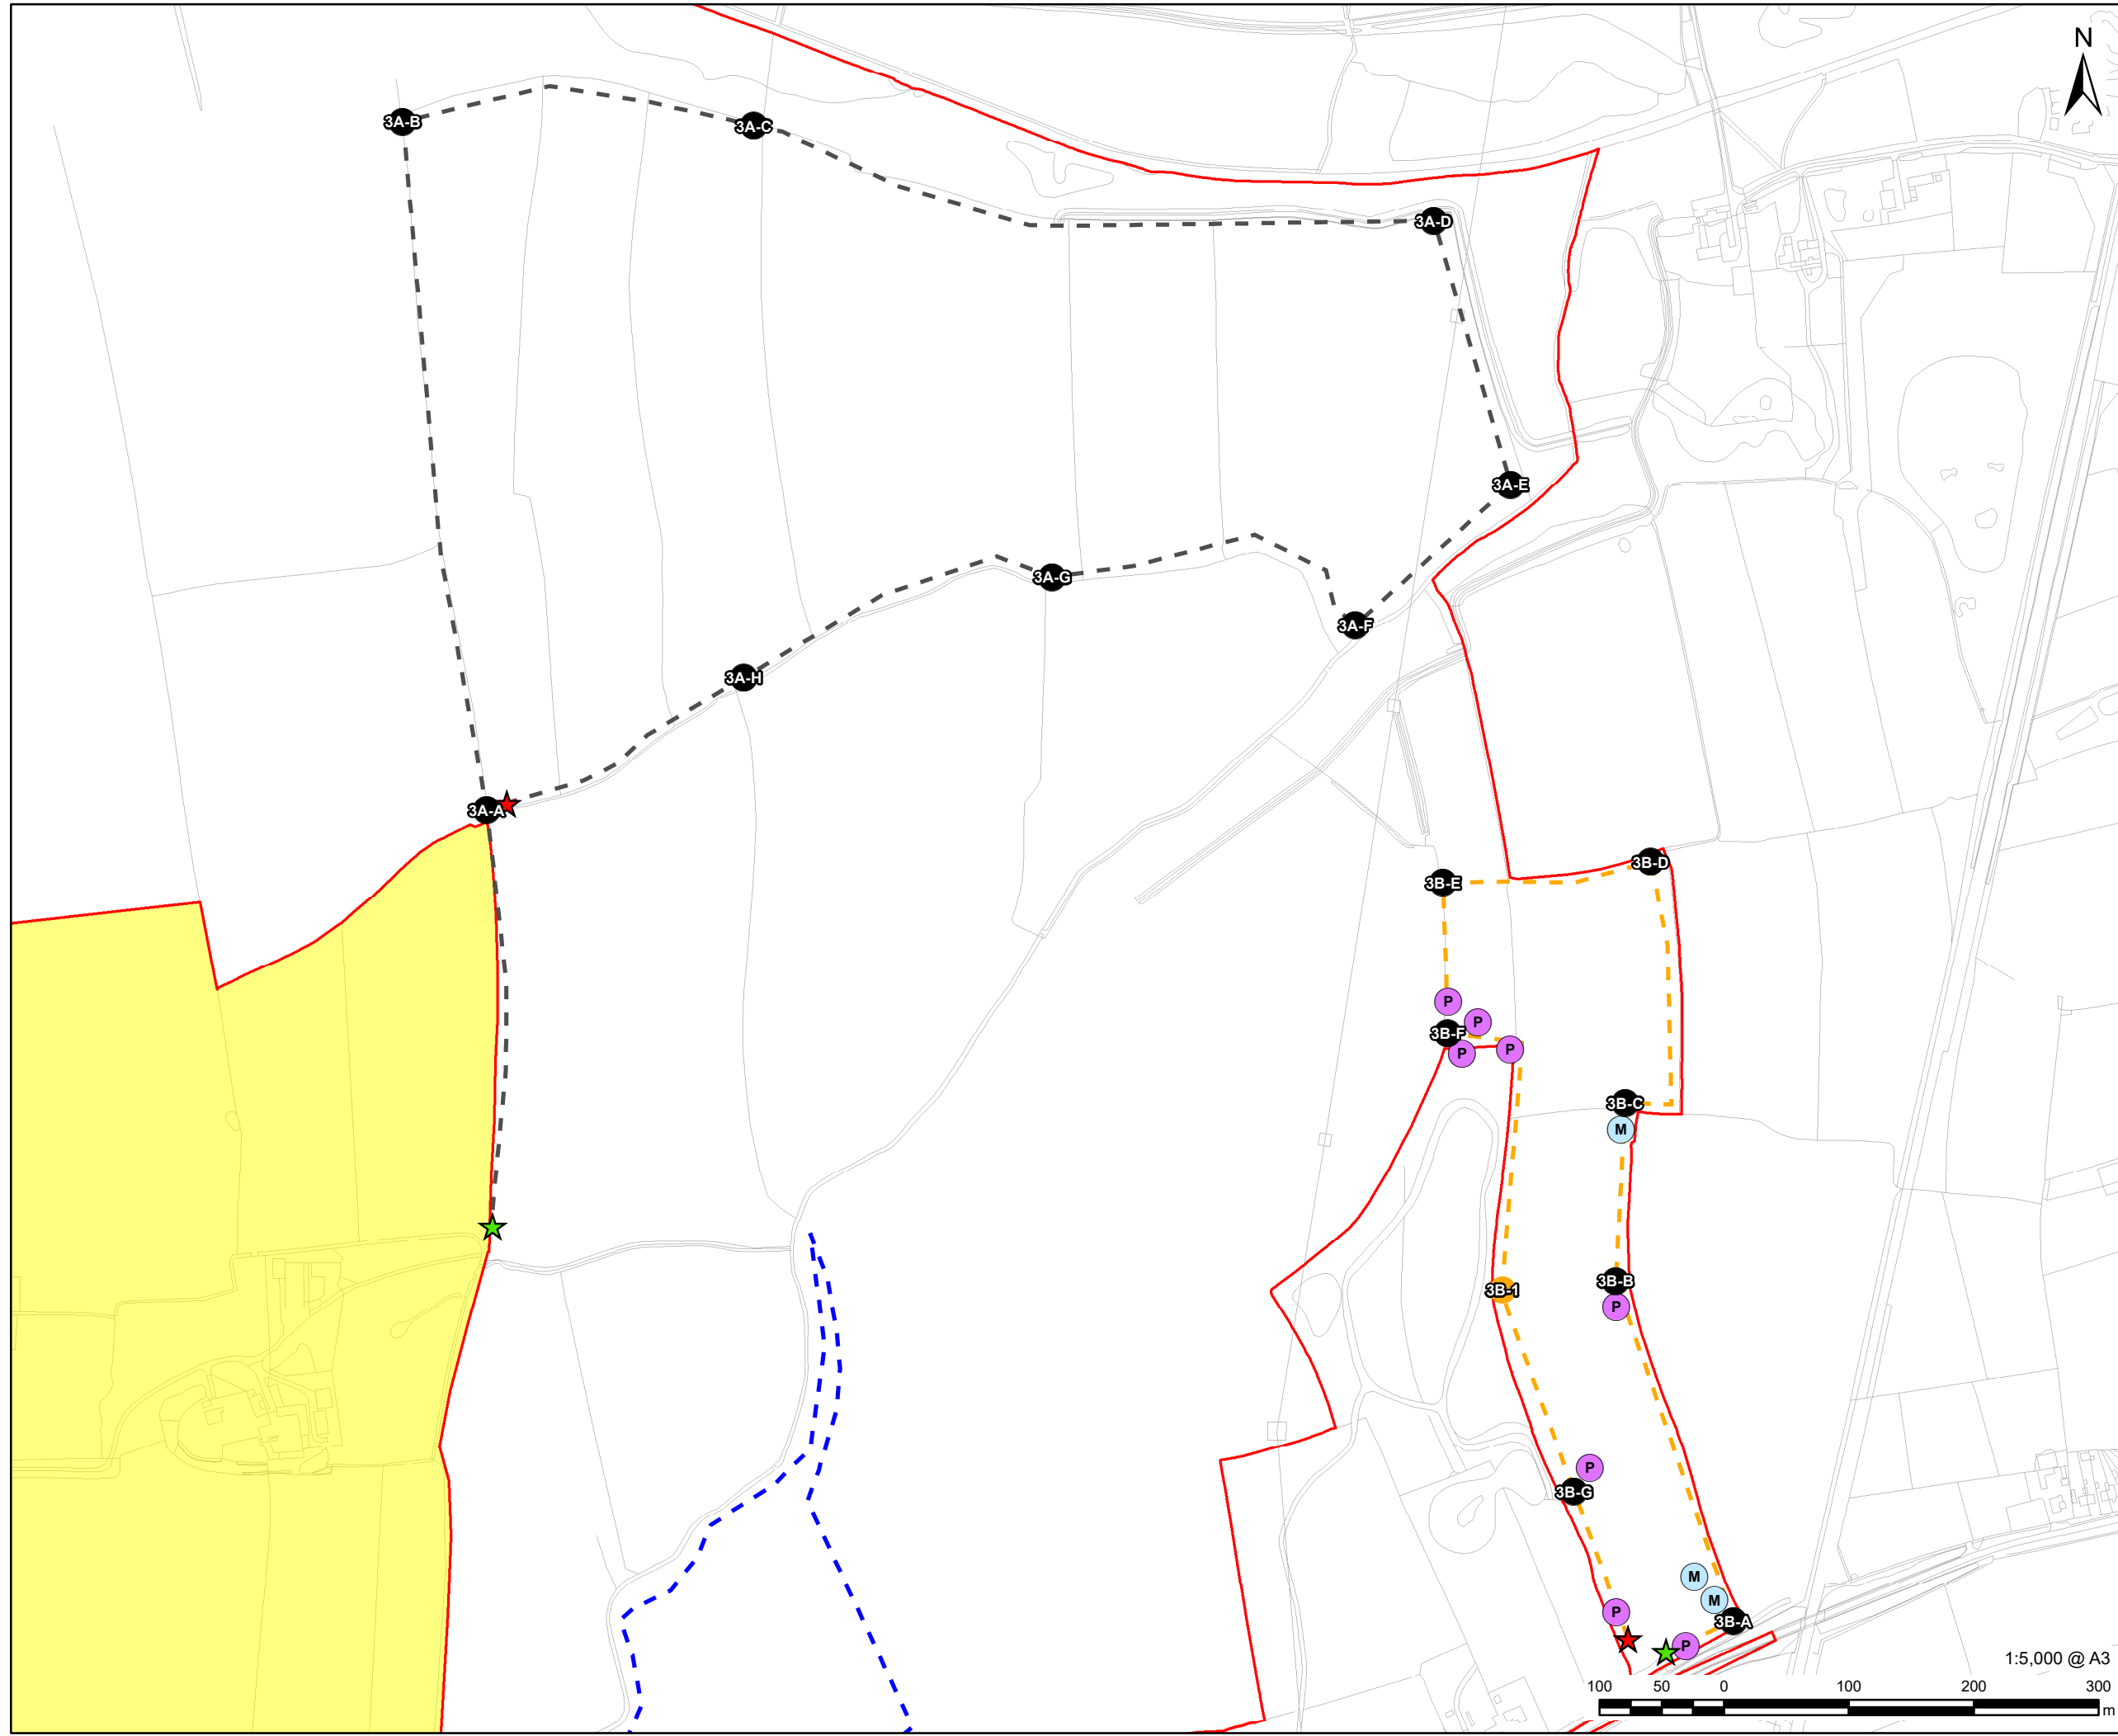 N
3A-B
3A-C
3A-D
3A-E
3A-G
3A-F
3A-H
3A-A
3B-D
3B-E
P
P
3B-F
P
P
3B-C
M
3B-B
3B-1
P
P
3B-G
M
M
P
3B-A
P
1:5,000 @ A3
100 50 0 100 200 300
m